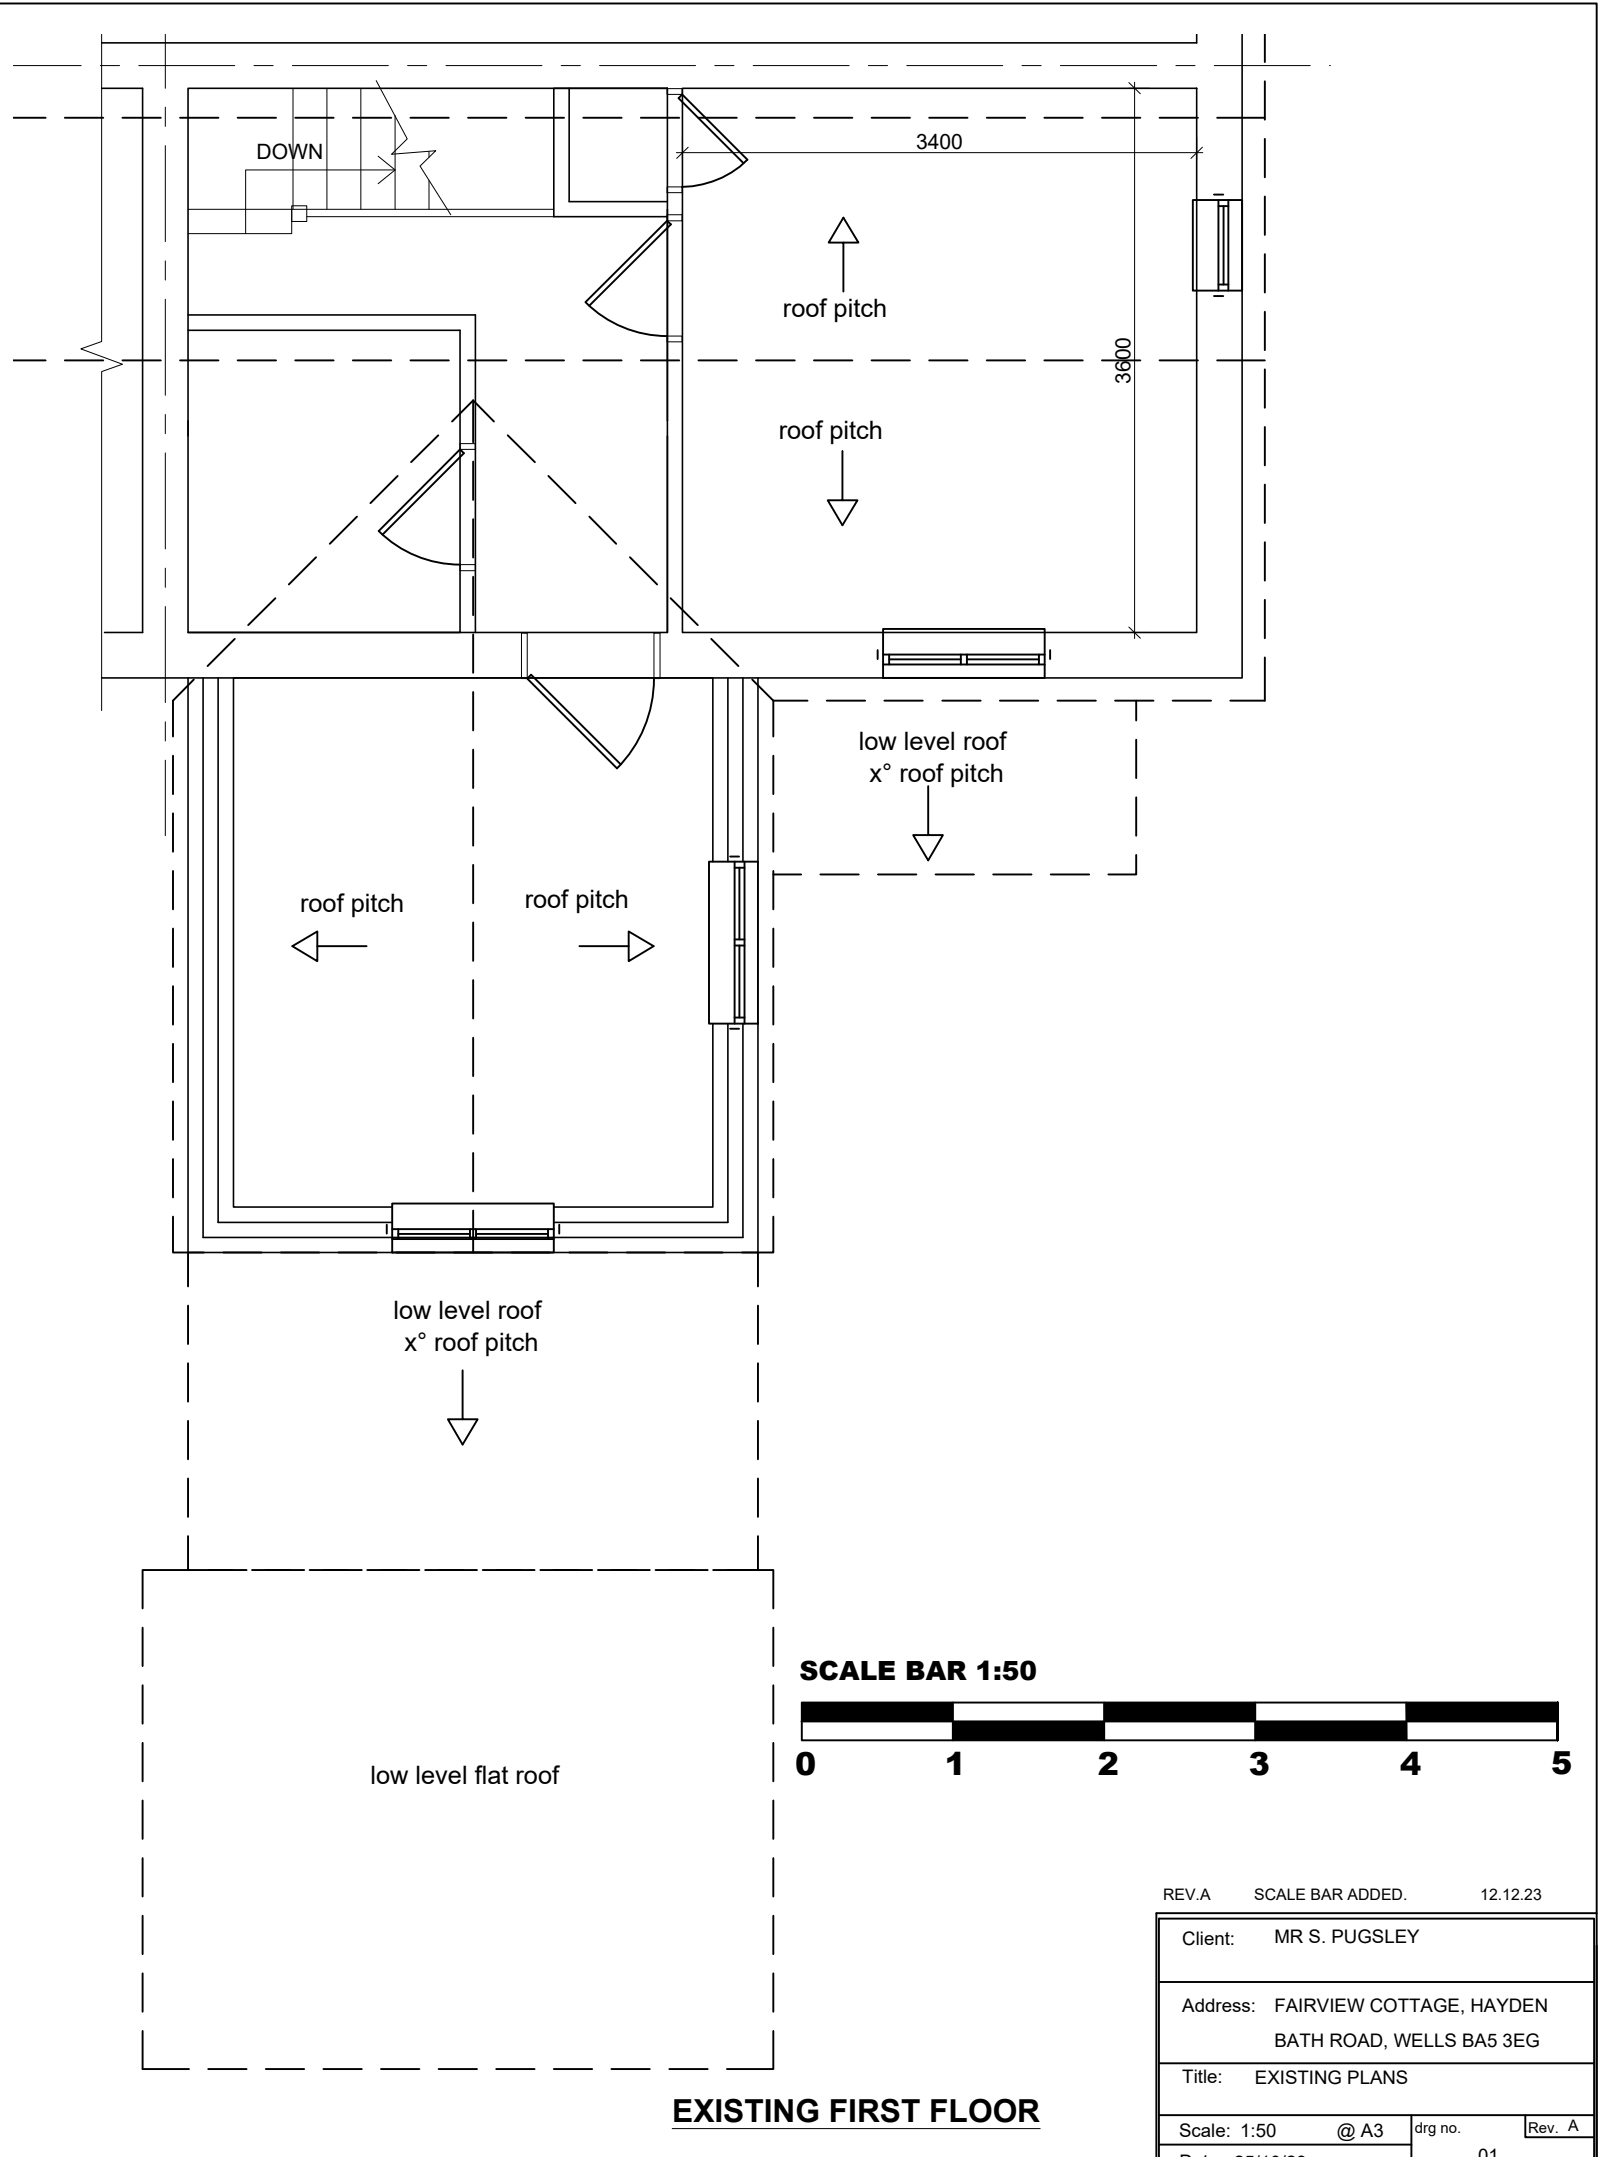 DOWN
3400
3600
roof pitch
roof pitch
low level roof
x° roof pitch
roof pitch
roof pitch
low level roof
x° roof pitch
low level flat roof
SCALE BAR 1:50
0 1 2 3 4 5
REV.A SCALE BAR ADDED. 12.12.23
Client: MR S. PUGSLEY
Address: FAIRVIEW COTTAGE, HAYDEN
BATH ROAD, WELLS BA5 3EG
Title: EXISTING PLANS
EXISTING FIRST FLOOR
Scale: 1:50 @ A3
drg no.
Rev. A
01